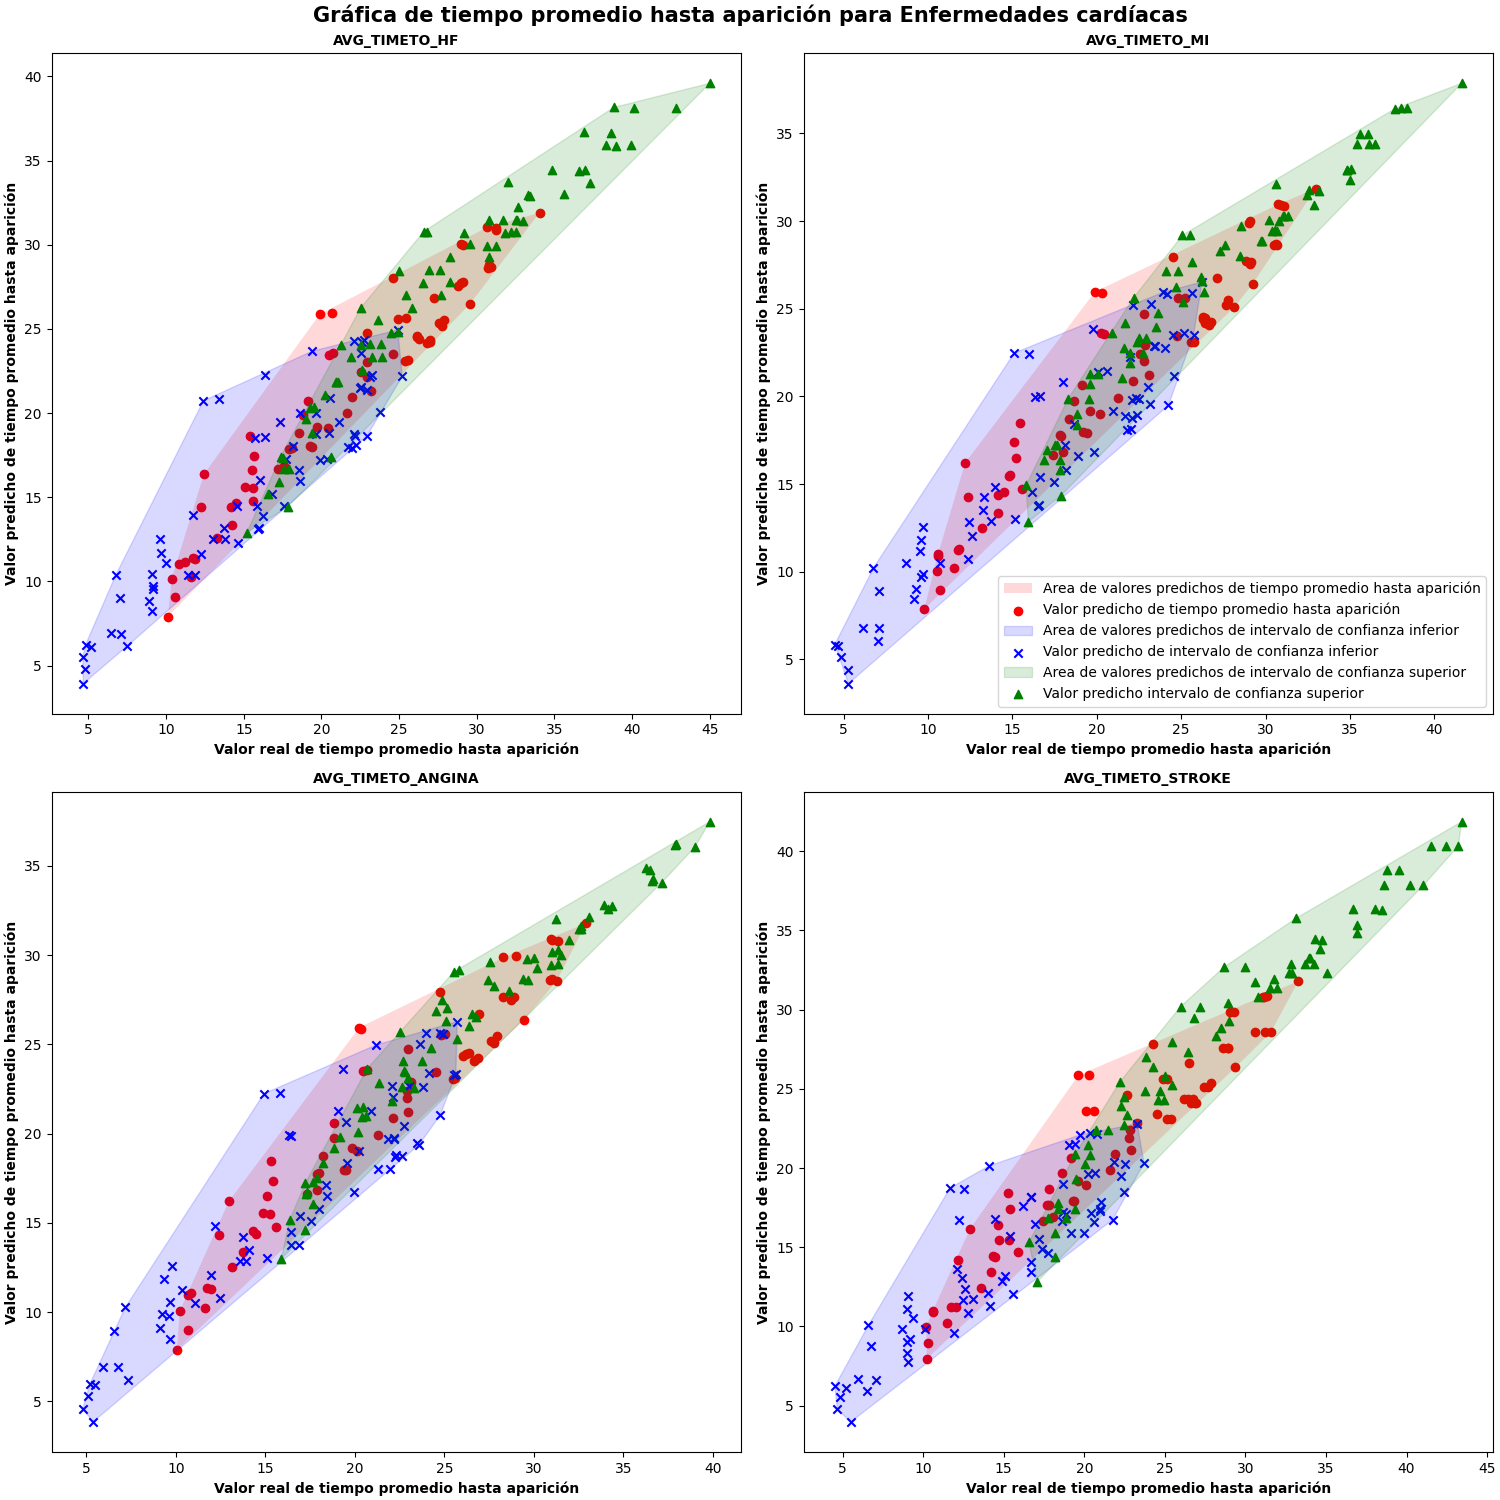 Gráfica de tiempo promedio hasta aparición para Enfermedades cardíacas
AVG_TIMETO_HF
Valor predicho de tiempo promedio hasta aparición
40
35
30
25
20
15
10
5
5 10 15 20 25 30 35 40 45
Valor real de tiempo promedio hasta aparición
AVG_TIMETO_MI
Valor predicho de tiempo promedio hasta aparición
35
30
25
20
15
10
5
Area de valores predichos de tiempo promedio hasta aparición
Valor predicho de tiempo promedio hasta aparición
Area de valores predichos de intervalo de confianza inferior
Valor predicho de intervalo de confianza inferior
Area de valores predichos de intervalo de confianza superior
Valor predicho intervalo de confianza superior
5 10 15 20 25 30 35 40
Valor real de tiempo promedio hasta aparición
AVG_TIMETO_ANGINA
Valor predicho de tiempo promedio hasta aparición
35
30
25
20
15
10
5
5 10 15 20 25 30 35 40
Valor real de tiempo promedio hasta aparición
AVG_TIMETO_STROKE
Valor predicho de tiempo promedio hasta aparición
40
35
30
25
20
15
10
5
5 10 15 20 25 30 35 40 45
Valor real de tiempo promedio hasta aparición